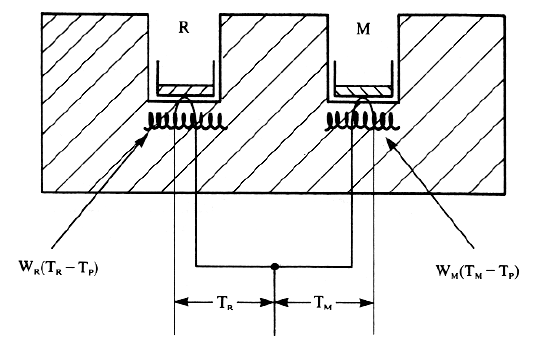 R M
W_R(T_R − T_P) W_M(T_M − T_P)
T_R T_M